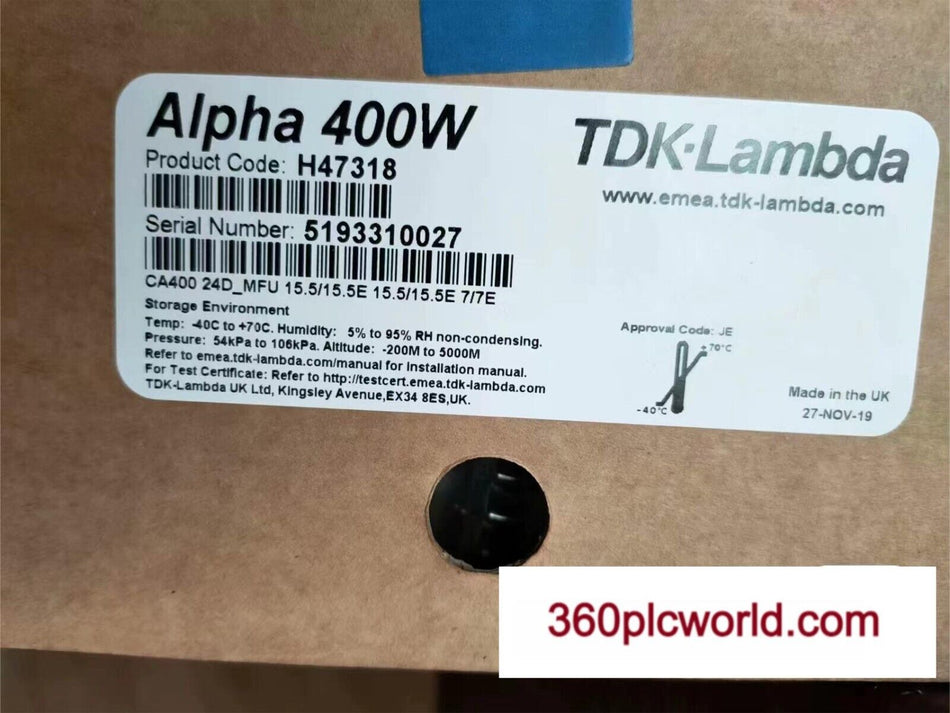 Alpha 400W
TDK·Lambda
Product Code: H47318
www.emea.tdk-lambda.com
Serial Number: 5193310027
CA400 24D_MFU 15.5/15.5E 15.5/15.5E 7/7E
Storage Environment
Temp: -40C to +70C. Humidity: 5% to 95% RH non-condensing.
Pressure: 54kPa to 106kPa. Altitude: -200M to 5000M
Refer to emea.tdk-lambda.com/manual for installation manual.
For Test Certificate: Refer to http://testcert.emea.tdk-lambda.com
TDK-Lambda UK Ltd, Kingsley Avenue,EX34 8ES,UK.
Approval Code: JE
+70°C
-40°C
Made in the UK
27-NOV-19
360plcworld.com